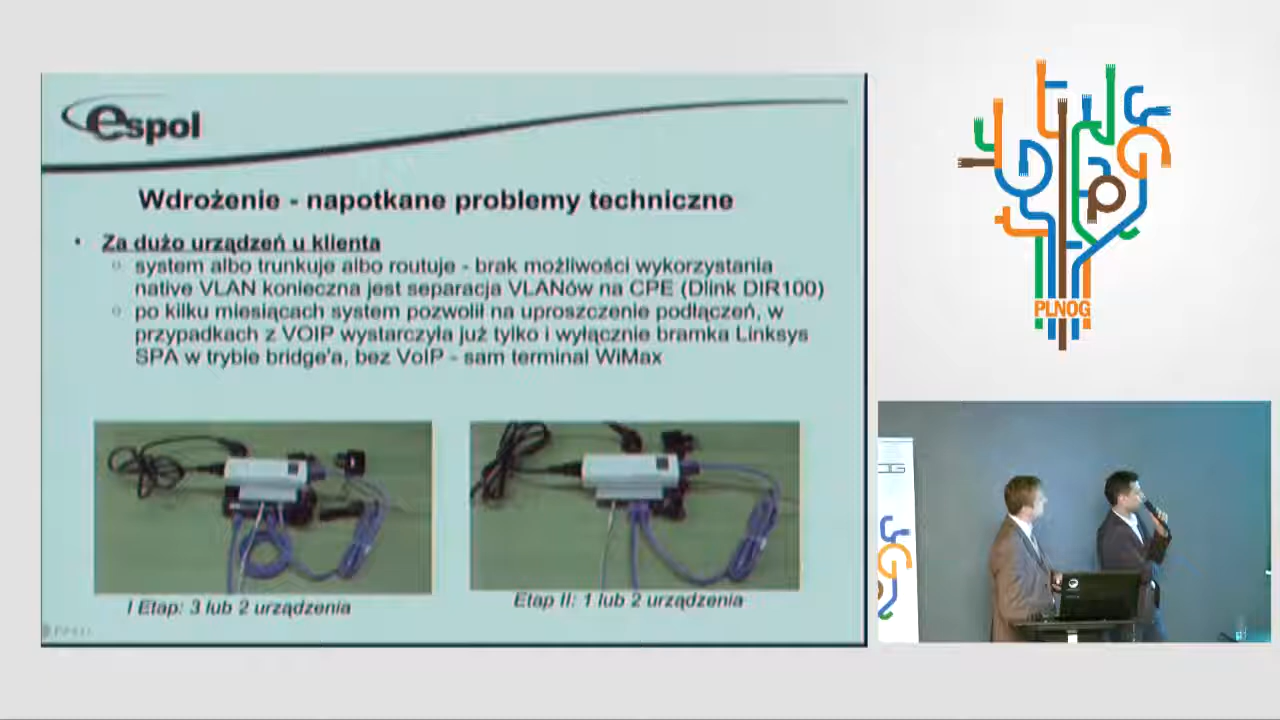 espol
Wdrożenie - napotkane problemy techniczne
• Za dużo urządzeń u klienta
○ system albo trunkuje albo routuje - brak możliwości wykorzystania
native VLAN konieczna jest separacja VLANów na CPE (Dlink DIR100)
○ po kilku miesiącach system pozwolił na uproszczenie podłączeń, w
przypadkach z VOIP wystarczyła już tylko i wyłącznie bramka Linksys
SPA w trybie bridge'a, bez VoIP - sam terminal WiMax
I Etap: 3 lub 2 urządzenia
Etap II: 1 lub 2 urządzenia
PLNOG